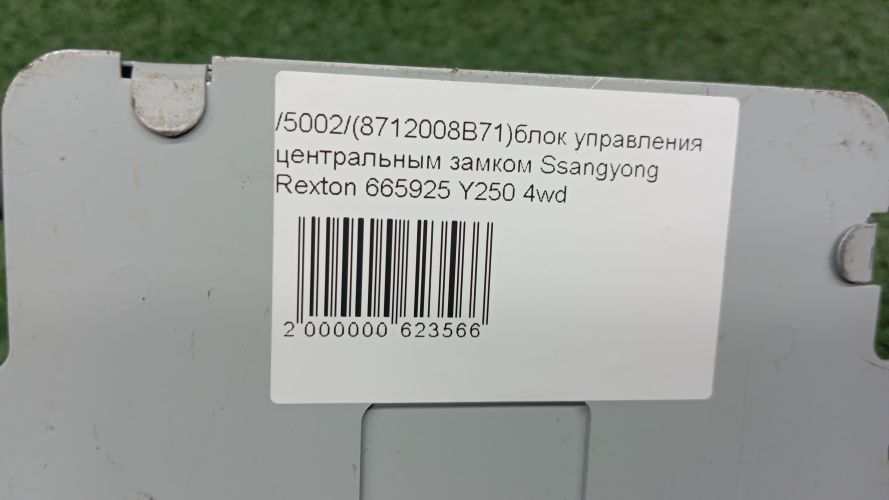 /5002/(8712008B71)блок управления
центральным замком Ssangyong
Rexton 665925 Y250 4wd
2 000000 623566